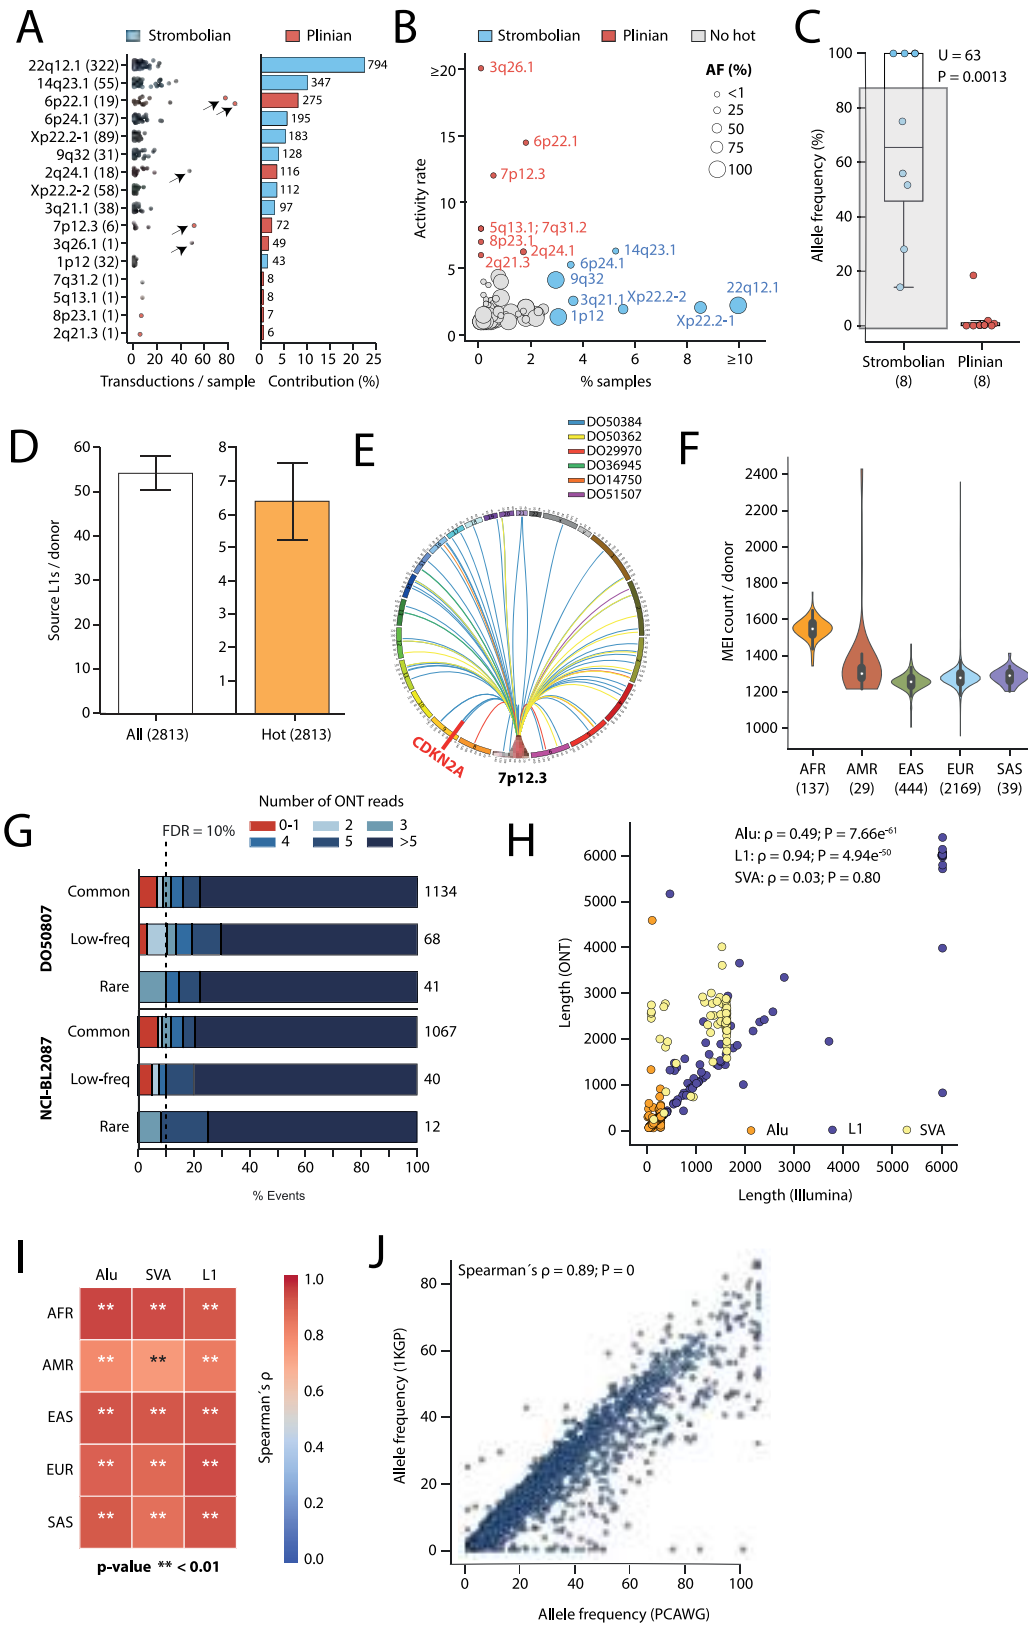 A
Strombolian
Plinian
22q12.1 (322)
14q23.1 (55)
6p22.1 (19)
6p24.1 (37)
Xp22.2-1 (89)
9q32 (31)
2q24.1 (18)
Xp22.2-2 (58)
3q21.1 (38)
7p12.3 (6)
3q26.1 (1)
1p12 (32)
7q31.2 (1)
5q13.1 (1)
8p23.1 (1)
2q21.3 (1)
794
347
275
195
183
128
116
112
97
72
49
43
8
8
7
6
0 20 40 60 80
0 5 10 15 20 25
Transductions / sample
Contribution (%)
B
Strombolian
Plinian
No hot
≥20
15
10
5
0
Activity rate
3q26.1
6p22.1
7p12.3
5q13.1; 7q31.2
8p23.1
2q24.1
2q21.3
14q23.1
6p24.1
9q32
3q21.1
Xp22.2-2
22q12.1
1p12
Xp22.2-1
AF (%)
<1
25
50
75
100
0 2 4 6 8 ≥10
% samples
C
U = 63
P = 0.0013
100
80
60
40
20
0
Allele frequency (%)
Strombolian
(8)
Plinian
(8)
D
60
50
40
30
20
10
0
Source L1s / donor
8
7
6
5
4
3
2
1
All (2813)
Hot (2813)
E
DO50384
DO50362
DO29970
DO36945
DO14750
DO51507
CDKN2A
7p12.3
F
2400
2200
2000
1800
1600
1400
1200
1000
MEI count / donor
AFR
(137)
AMR
(29)
EAS
(444)
EUR
(2169)
SAS
(39)
G
Number of ONT reads
FDR = 10%
0-1
2
3
4
5
>5
DO50807
Common
1134
Low-freq
68
Rare
41
NCI-BL2087
Common
1067
Low-freq
40
Rare
12
0 20 40 60 80 100
% Events
H
Alu: ρ = 0.49; P = 7.66e-61
L1: ρ = 0.94; P = 4.94e-50
SVA: ρ = 0.03; P = 0.80
6000
5000
4000
3000
2000
1000
0
Length (ONT)
Alu
L1
SVA
0 1000 2000 3000 4000 5000 6000
Length (Illumina)
I
Alu SVA L1
AFR ** ** **
AMR ** ** **
EAS ** ** **
EUR ** ** **
SAS ** ** **
p-value ** < 0.01
Spearman´s ρ
1.0
0.8
0.6
0.4
0.2
0.0
J
Spearman´s ρ = 0.89; P = 0
80
60
40
20
0
Allele frequency (1KGP)
0 20 40 60 80 100
Allele frequency (PCAWG)